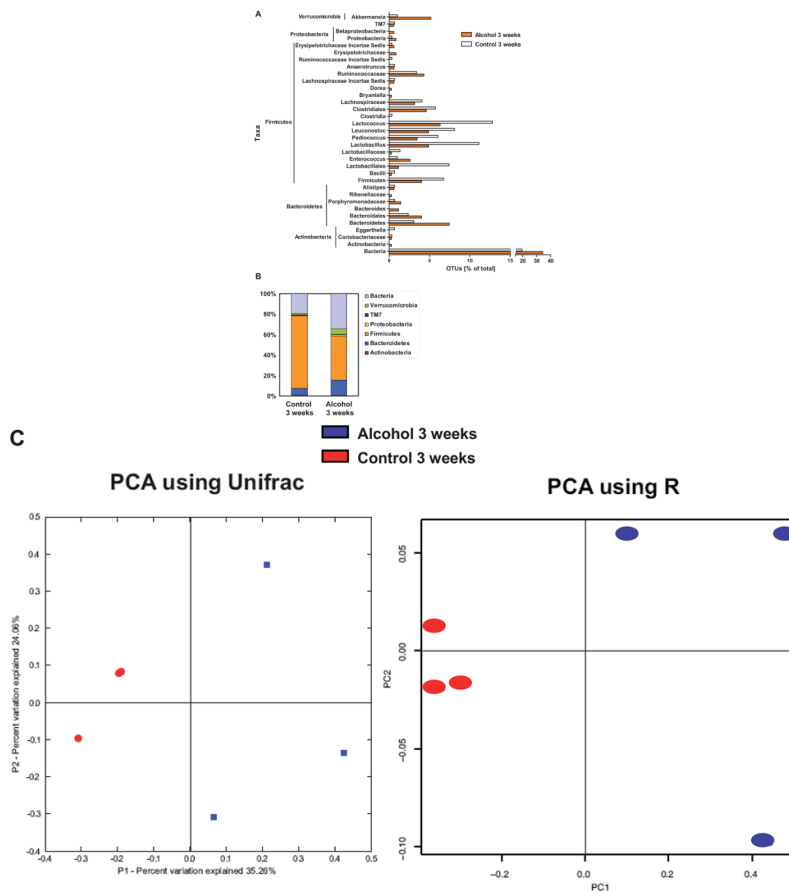 A
Alcohol 3 weeks
Control 3 weeks
Taxa
Verrucomicrobia
Proteobacteria
Firmicutes
Bacteroidetes
Actinobacteria
Akkermansia
TM7
Betaproteobacteria
Proteobacteria
Erysipelotrichaceae Incertae Sedis
Erysipelotrichaceae
Ruminococcaceae Incertae Sedis
Anaerotruncus
Ruminococcaceae
Lachnospiraceae Incertae Sedis
Dorea
Bryantella
Lachnospiraceae
Clostridiales
Clostridia
Lactococcus
Leuconostoc
Pediococcus
Lactobacillus
Lactobacillaceae
Enterococcus
Lactobacillales
Bacilli
Firmicutes
Alistipes
Rikenellaceae
Porphyromonadaceae
Bacteroides
Bacteroidales
Bacteroidetes
Eggerthella
Coriobacteriaceae
Actinobacteria
Bacteria
0 5 10 15 20 30 40
OTUs [% of total]
B
100%
80%
60%
40%
20%
0%
Control 3 weeks
Alcohol 3 weeks
Bacteria
Verrucomicrobia
TM7
Proteobacteria
Firmicutes
Bacteroidetes
Actinobacteria
C
Alcohol 3 weeks
Control 3 weeks
PCA using Unifrac
P2 - Percent variation explained 24.06%
0.5
0.4
0.3
0.2
0.1
0.0
-0.1
-0.2
-0.3
-0.4
-0.4 -0.3 -0.2 -0.1 0.0 0.1 0.2 0.3 0.4 0.5
P1 - Percent variation explained 35.26%
PCA using R
PC2
0.05
0.00
-0.05
-0.10
-0.2 0.0 0.2 0.4
PC1